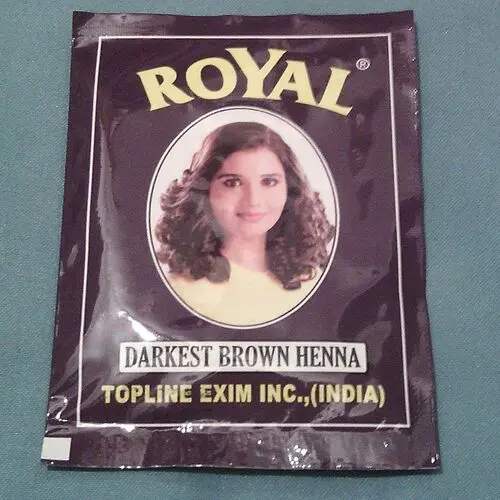 ROYAL®
DARKEST BROWN HENNA
TOPLINE EXIM INC.,(INDIA)